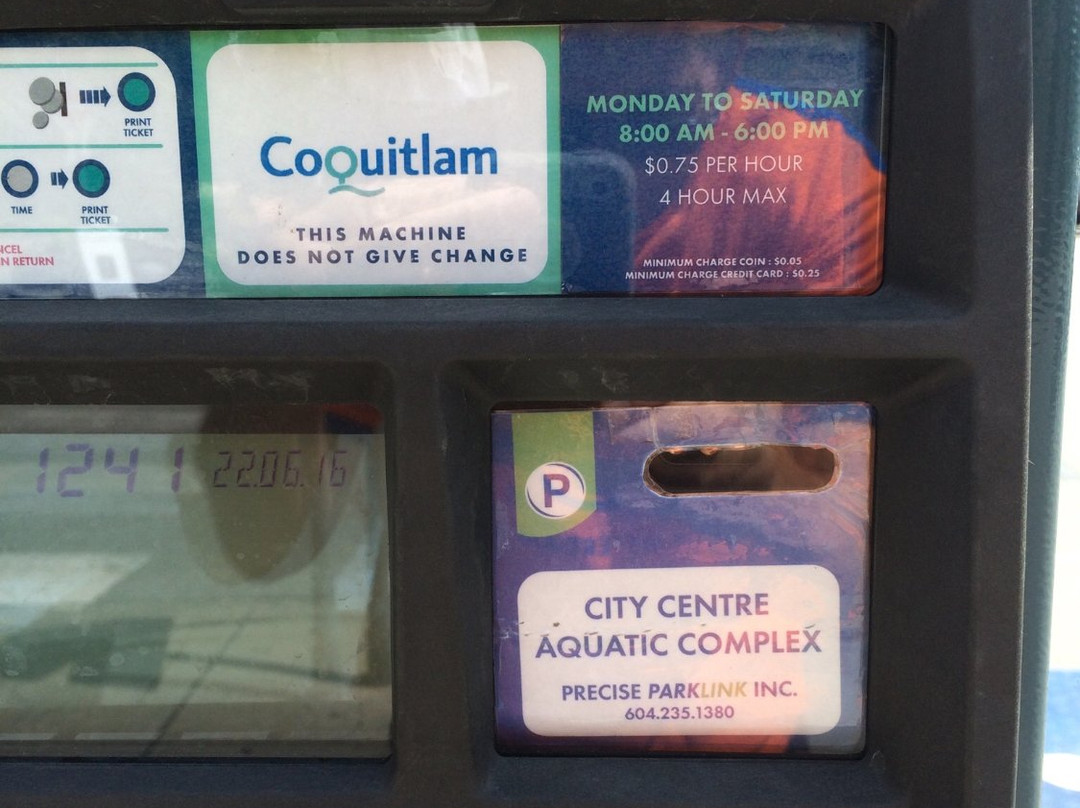 PRINT
TICKET
TIME
PRINT
TICKET
Coquitlam
THIS MACHINE
DOES NOT GIVE CHANGE
MONDAY TO SATURDAY
8:00 AM - 6:00 PM
$0.75 PER HOUR
4 HOUR MAX
MINIMUM CHARGE COIN : $0.05
MINIMUM CHARGE CREDIT CARD : $0.25
RETURN
1241 22.06.16
P
CITY CENTRE
AQUATIC COMPLEX
PRECISE PARKLINK INC.
604.235.1380